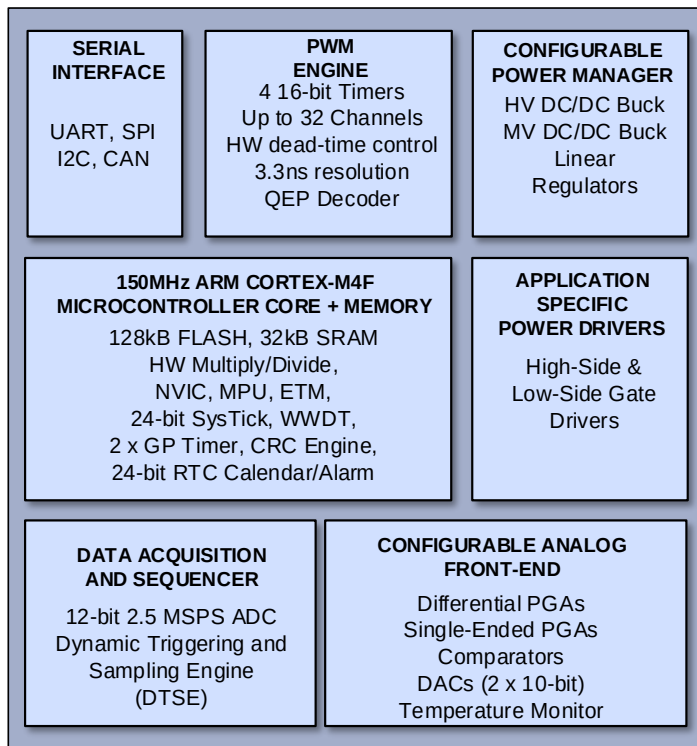 SERIAL
INTERFACE
UART, SPI
I2C, CAN
PWM
ENGINE
4 16-bit Timers
Up to 32 Channels
HW dead-time control
3.3ns resolution
QEP Decoder
CONFIGURABLE
POWER MANAGER
HV DC/DC Buck
MV DC/DC Buck
Linear
Regulators
150MHz ARM CORTEX-M4F
MICROCONTROLLER CORE + MEMORY
128kB FLASH, 32kB SRAM
HW Multiply/Divide,
NVIC, MPU, ETM,
24-bit SysTick, WWDT,
2 x GP Timer, CRC Engine,
24-bit RTC Calendar/Alarm
APPLICATION
SPECIFIC
POWER DRIVERS
High-Side &
Low-Side Gate
Drivers
DATA ACQUISITION
AND SEQUENCER
12-bit 2.5 MSPS ADC
Dynamic Triggering and
Sampling Engine
(DTSE)
CONFIGURABLE ANALOG
FRONT-END
Differential PGAs
Single-Ended PGAs
Comparators
DACs (2 x 10-bit)
Temperature Monitor